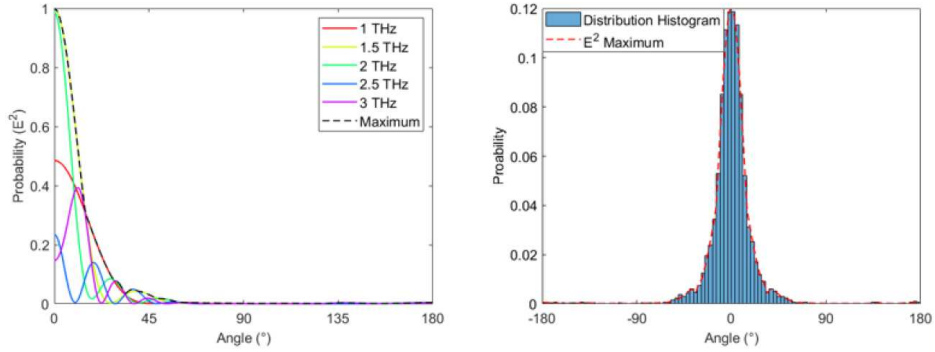 1
0.8
0.6
0.4
0.2
0
Probability (E²)
0
45
90
135
180
Angle (°)
1 THz
1.5 THz
2 THz
2.5 THz
3 THz
Maximum
0.12
0.1
0.08
0.06
0.04
0.02
0
Proability
-180
-90
0
90
180
Angle (°)
Distribution Histogram
E² Maximum